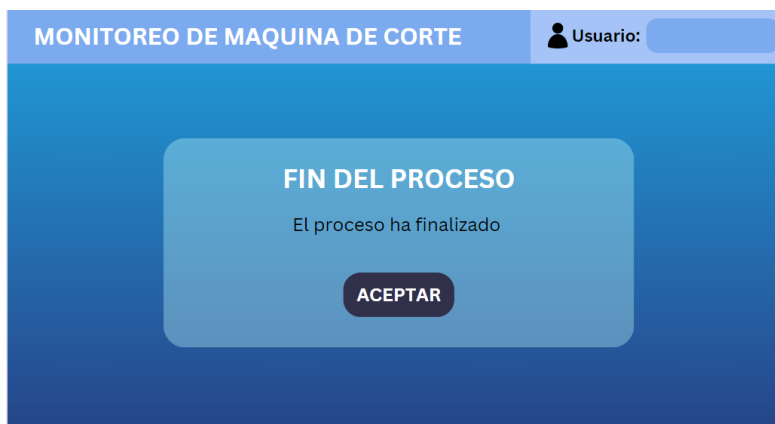 MONITOREO DE MAQUINA DE CORTE
Usuario:
FIN DEL PROCESO
El proceso ha finalizado
ACEPTAR